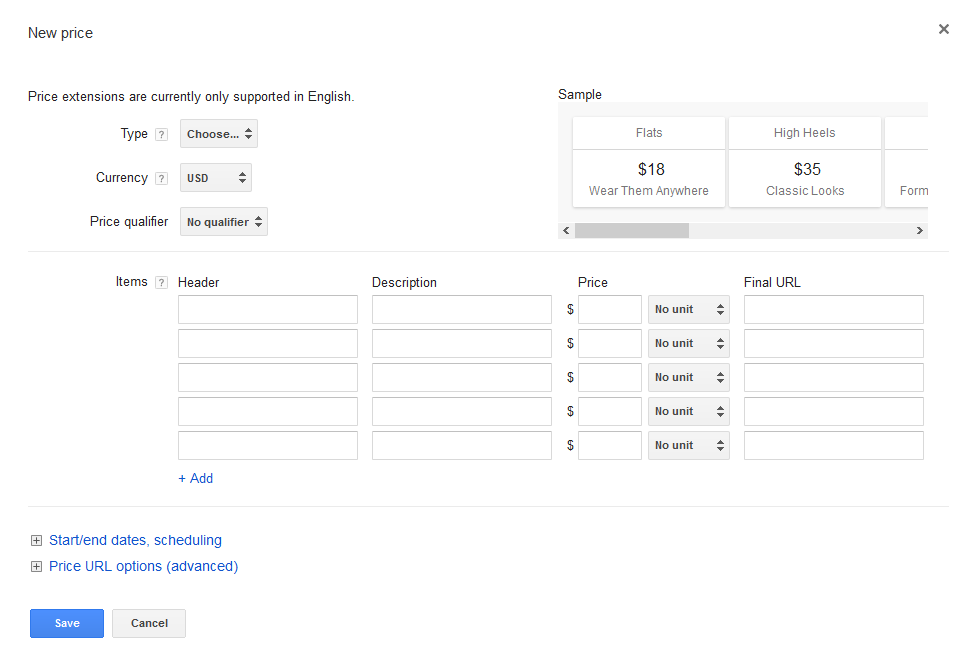 New price
×
Price extensions are currently only supported in English.
Type ? Choose...
Currency ? USD
Price qualifier No qualifier
Sample
Flats
$18
Wear Them Anywhere
High Heels
$35
Classic Looks
Form
Items ? Header Description Price Final URL
$ No unit
$ No unit
$ No unit
$ No unit
$ No unit
+ Add
Start/end dates, scheduling
Price URL options (advanced)
Save Cancel